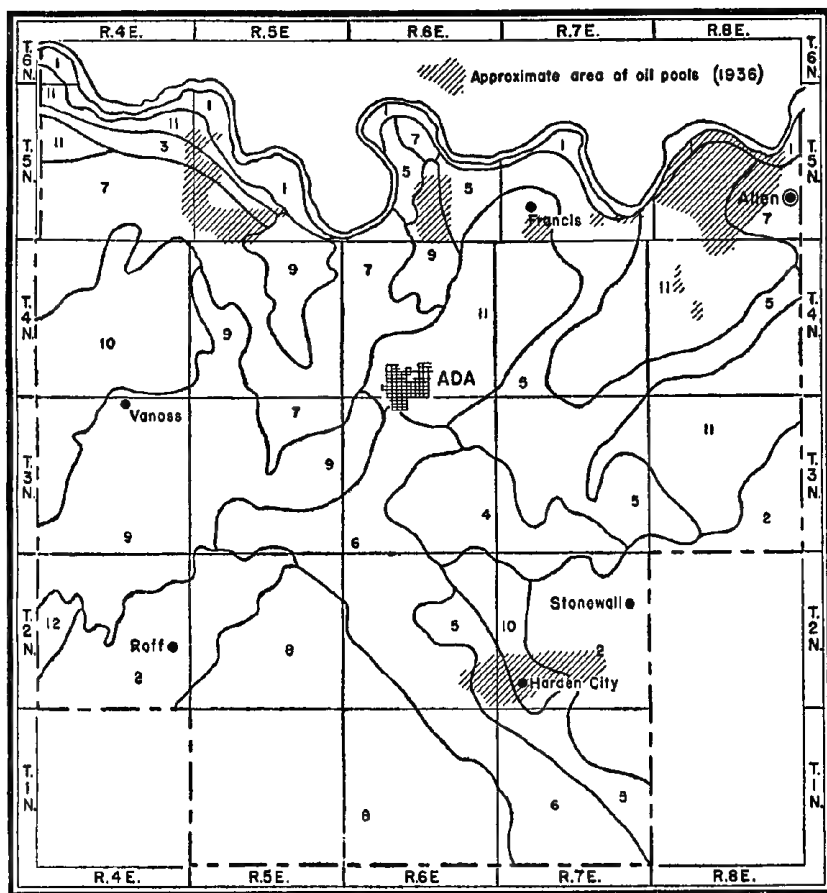 R.4E. R.5E R.6E R.7E R.8E.
Approximate area of oil pools (1936)
T.6N. 1 T.6N.
11 1 11 1 7 1 1 1
T.5N. 11 3 5 5 T.5N.
7 1 Francis Allen 7
9 7 9 11
T.4N. 10 9 11 5 T.4N.
ADA 5
Vanoss 7 11
T.3N. 9 5 T.3N.
4 2
9 6
Stonewall
T.2N. 12 5 10 T.2N.
Roff 8 2
2 Harden City
T.1N. 6 5 T.1N.
8
R.4E. R.5E. R.6E. R.7E. R.8E.